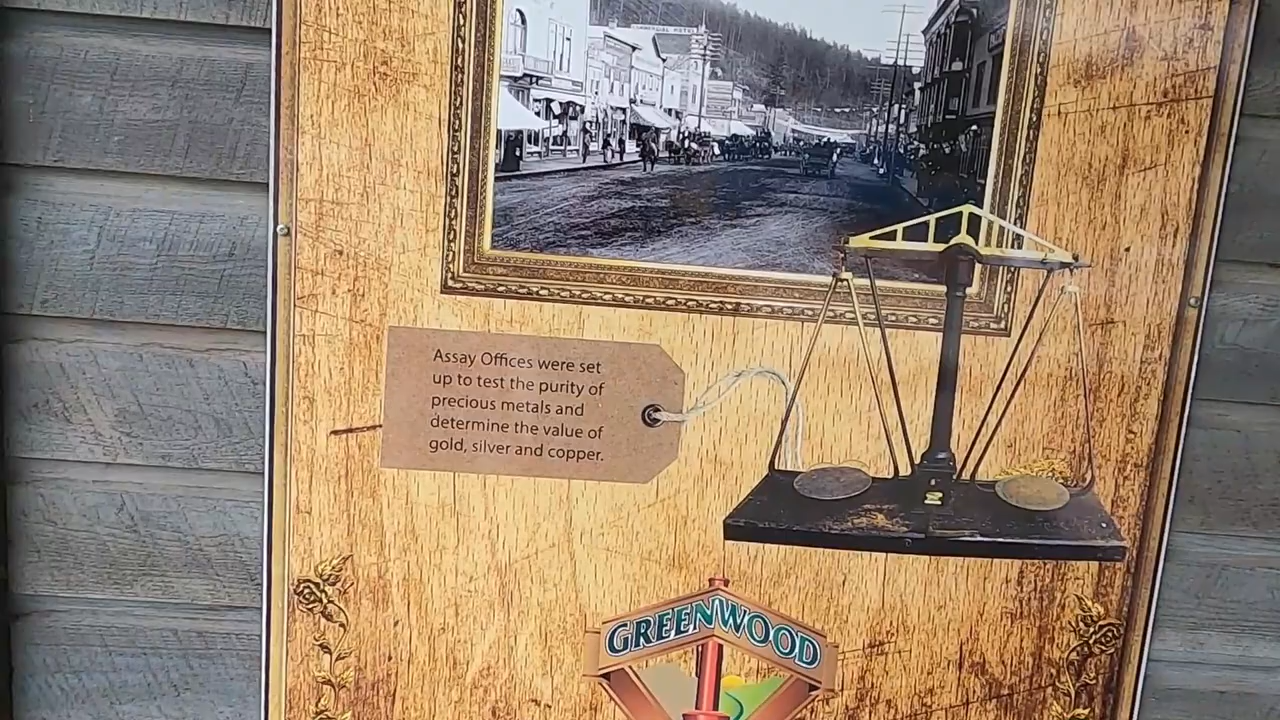 Assay Offices were set
up to test the purity of
precious metals and
determine the value of
gold, silver and copper.
GREENWOOD